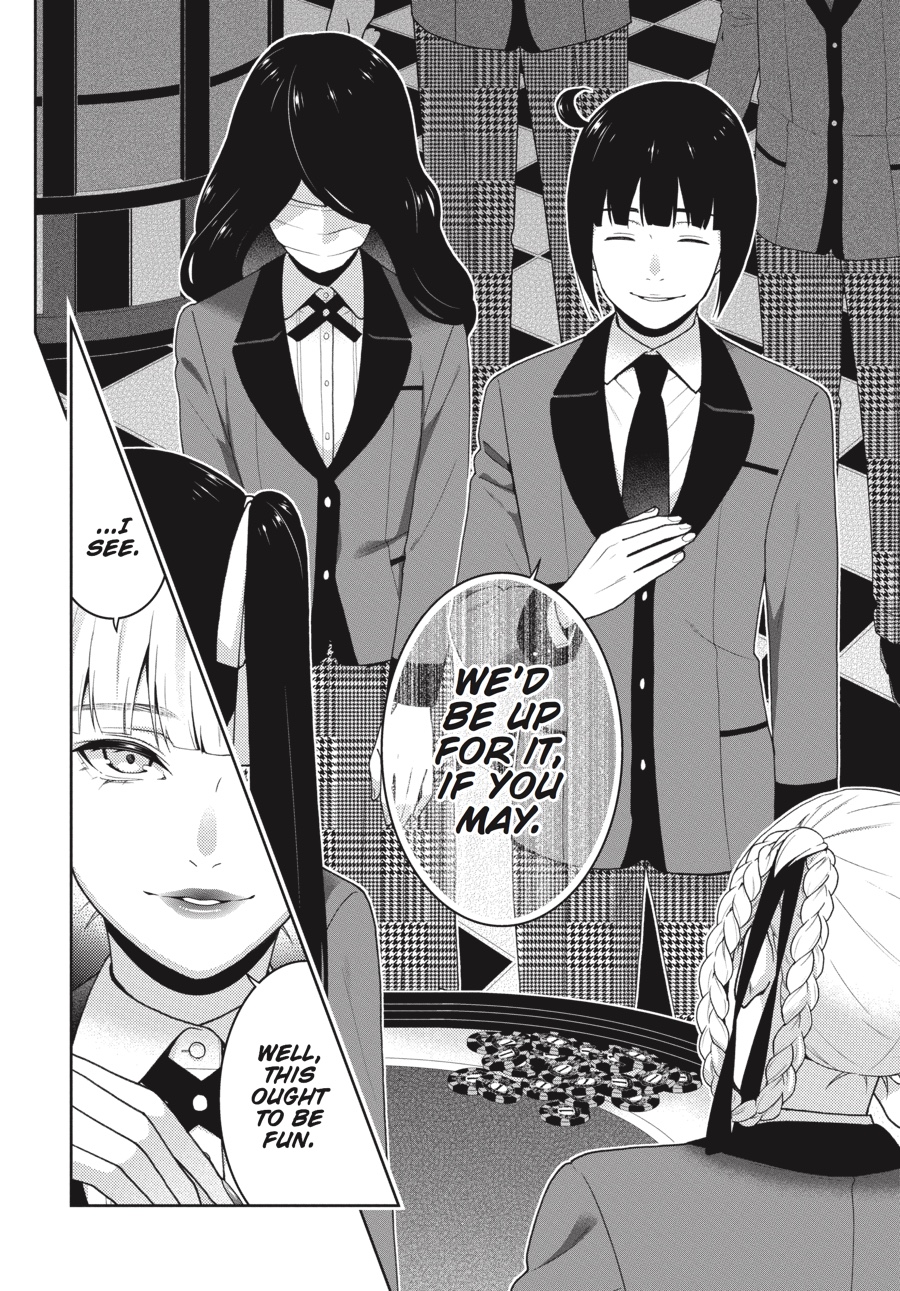 WE'D
BE UP
FOR IT,
IF YOU
MAY.
...I
SEE.
WELL,
THIS
OUGHT
TO BE
FUN.